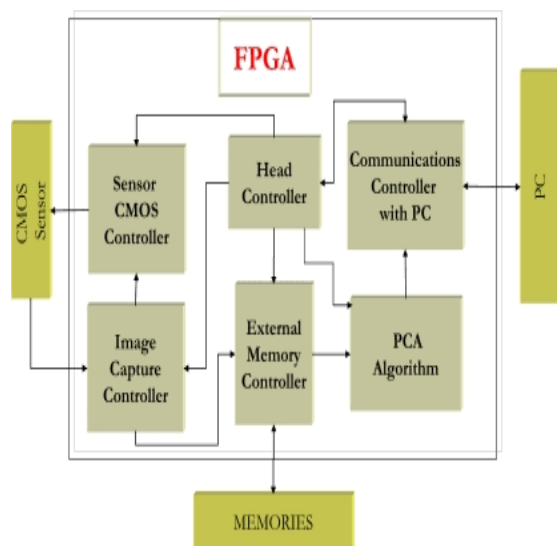 FPGA
CMOS
Sensor
Sensor
CMOS
Controller
Head
Controller
Communications
Controller
with PC
PC
Image
Capture
Controller
External
Memory
Controller
PCA
Algorithm
MEMORIES